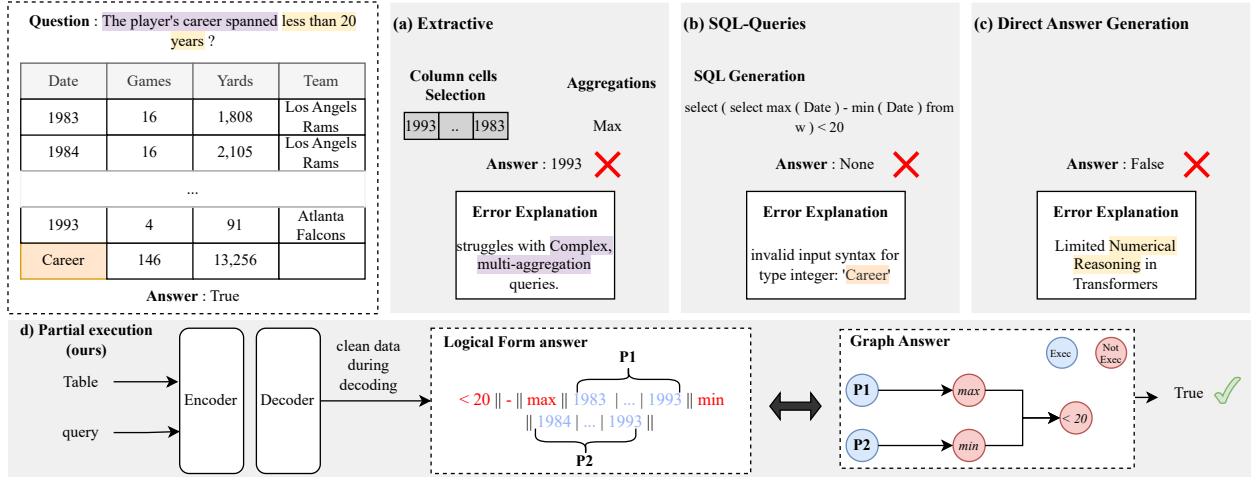 Question : The player's career spanned less than 20
years ?
Date Games Yards Team
1983 16 1,808 Los Angels
Rams
1984 16 2,105 Los Angels
Rams
...
1993 4 91 Atlanta
Falcons
Career 146 13,256
Answer : True
(a) Extractive
Column cells
Selection
Aggregations
1993 .. 1983
Max
Answer : 1993
Error Explanation
struggles with Complex,
multi-aggregation
queries.
(b) SQL-Queries
SQL Generation
select ( select max ( Date ) - min ( Date ) from
w ) < 20
Answer : None
Error Explanation
invalid input syntax for
type integer: 'Career'
(c) Direct Answer Generation
Answer : False
Error Explanation
Limited Numerical
Reasoning in
Transformers
d) Partial execution
(ours)
Table
query
Encoder
Decoder
clean data
during
decoding
Logical Form answer
P1
< 20 || - || max || 1983 | ... | 1993 || min
|| 1984 | ... | 1993 ||
P2
Graph Answer
Exec
Not
Exec
P1
max
< 20
P2
min
True